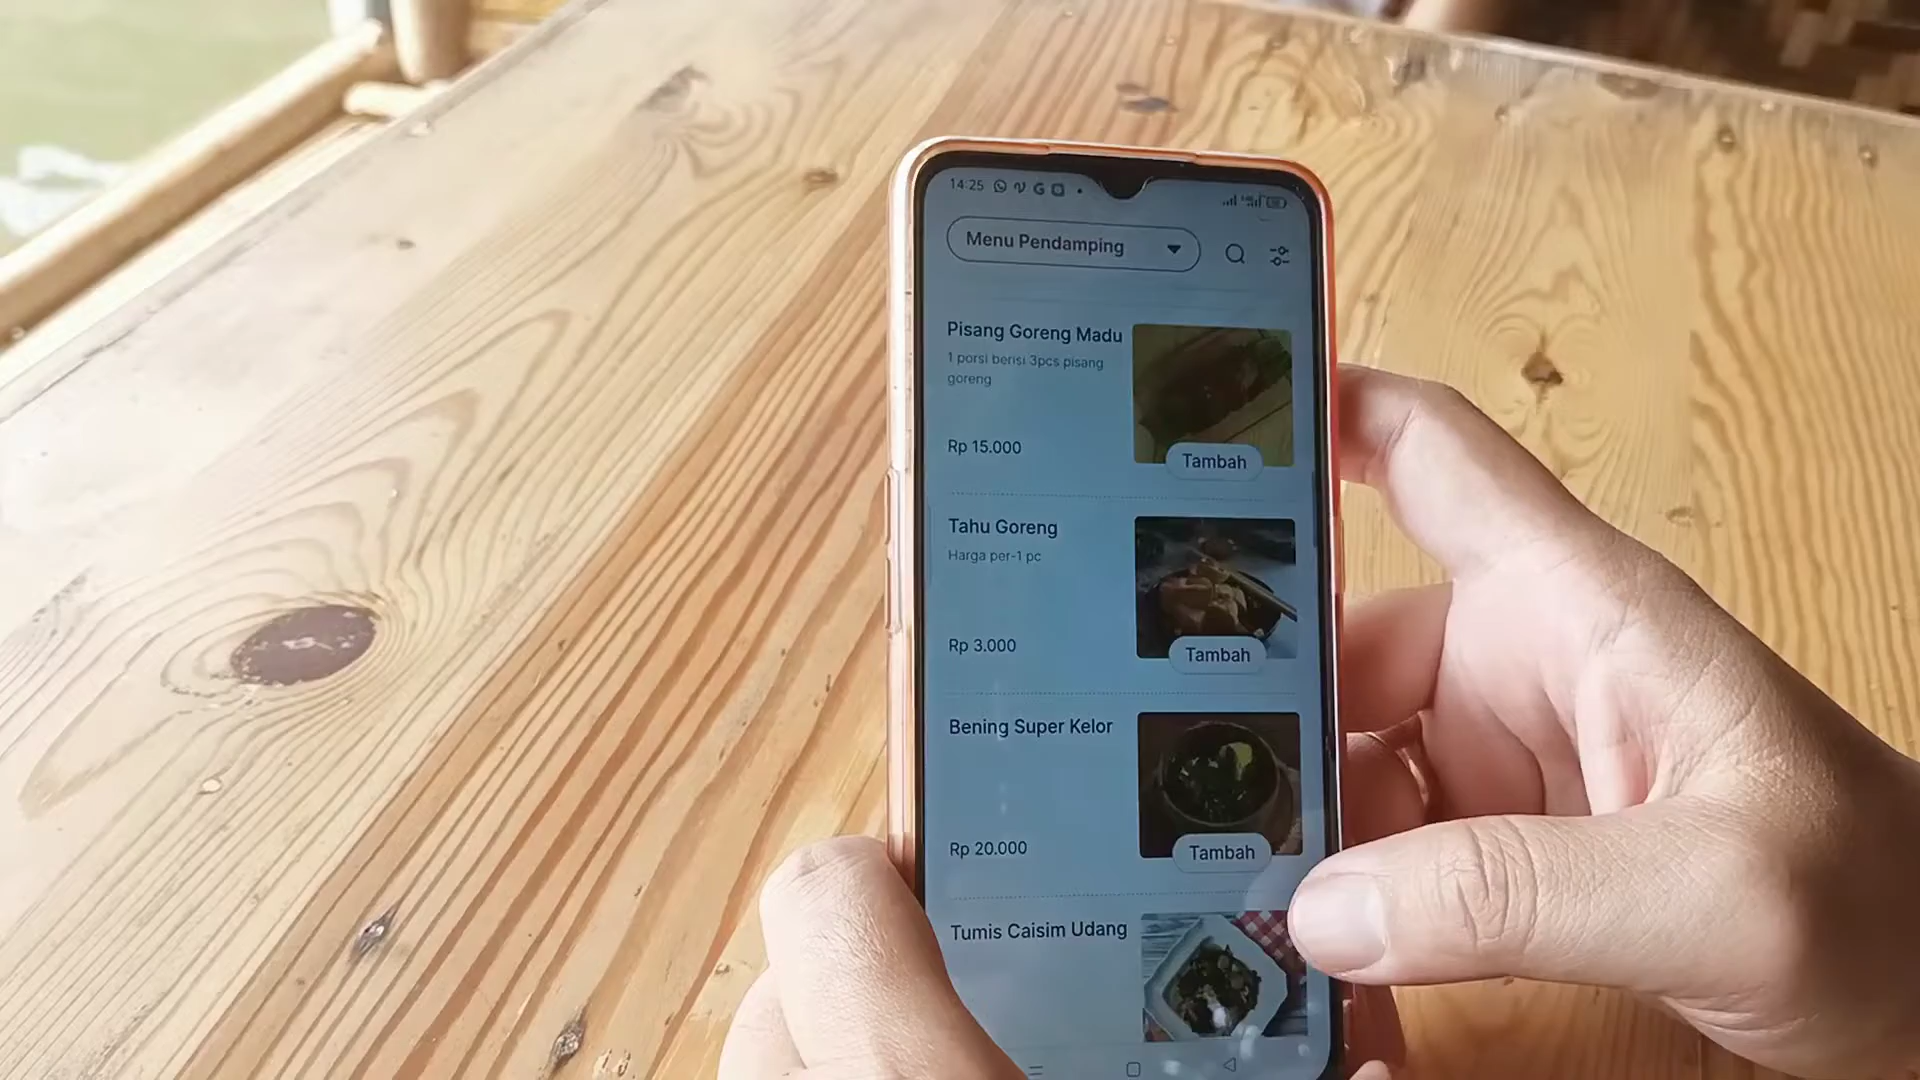 14:25
Menu Pendamping
Pisang Goreng Madu
1 porsi berisi 3pcs pisang
goreng
Rp 15.000
Tambah
Tahu Goreng
Harga per-1 pc
Rp 3.000
Tambah
Bening Super Kelor
Rp 20.000
Tambah
Tumis Caisim Udang